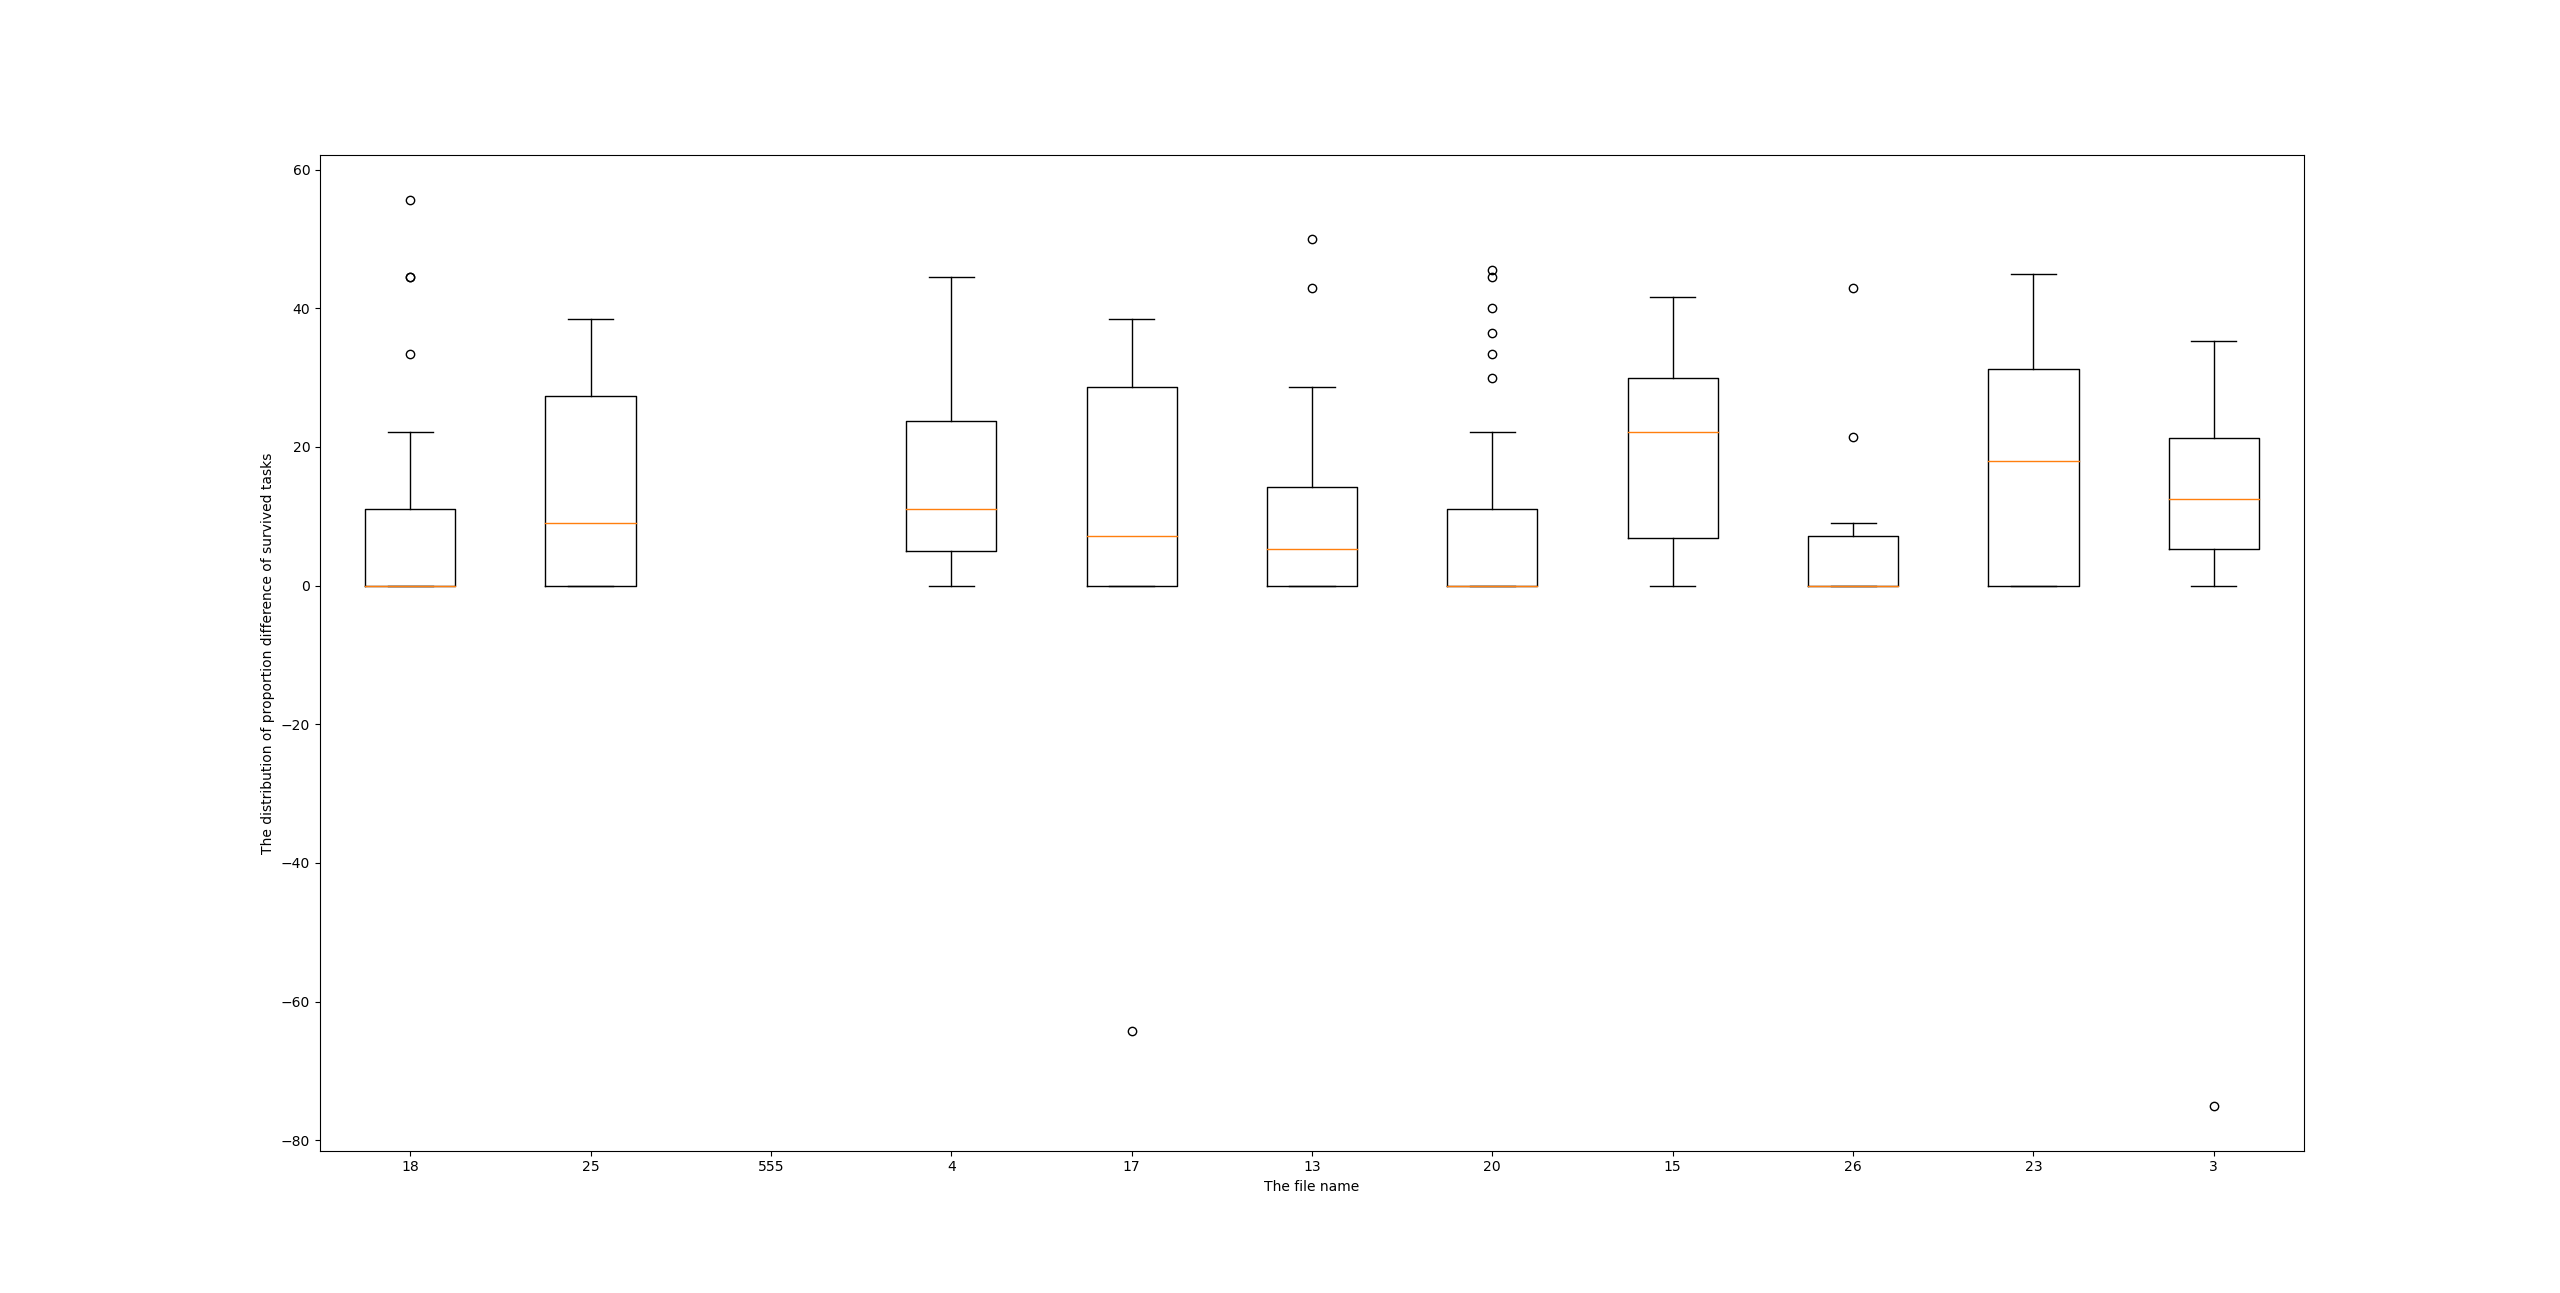 60
40
20
0
−20
−40
−60
−80
The distribution of proportion difference of survived tasks
18 25 555 4 17 13 20 15 26 23 3
The file name